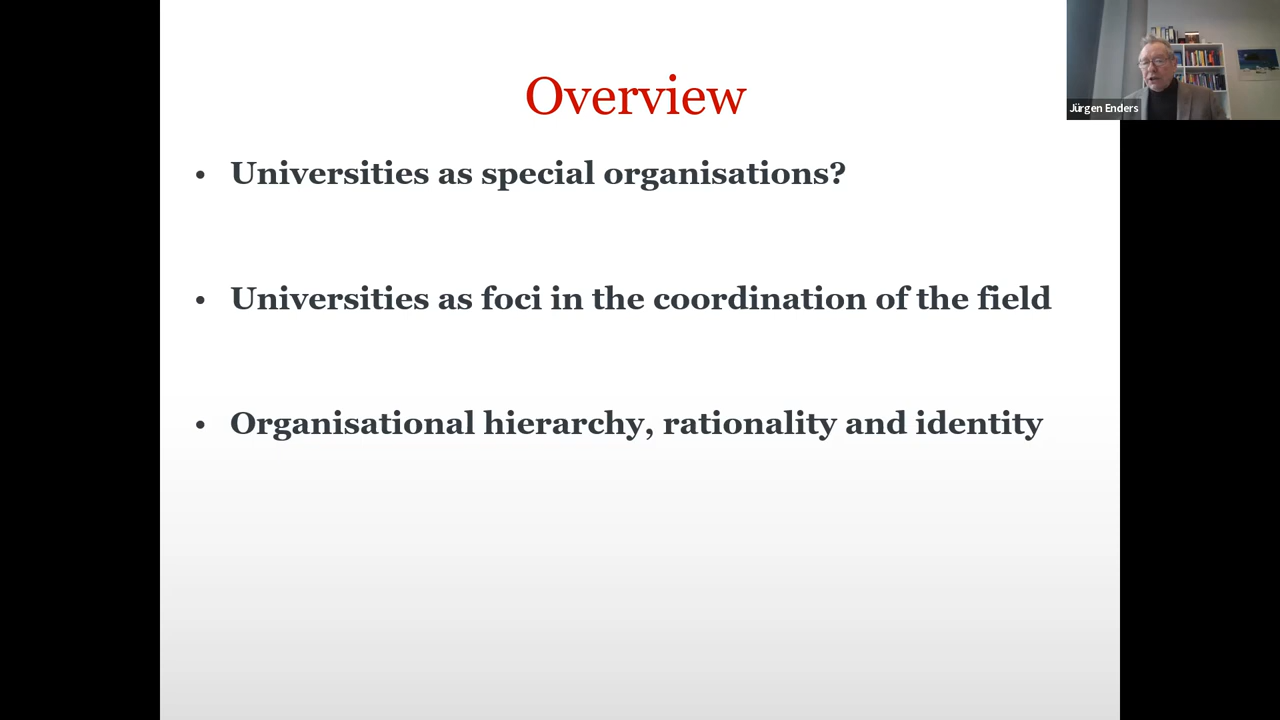 Overview
Jürgen Enders
• Universities as special organisations?
• Universities as foci in the coordination of the field
• Organisational hierarchy, rationality and identity